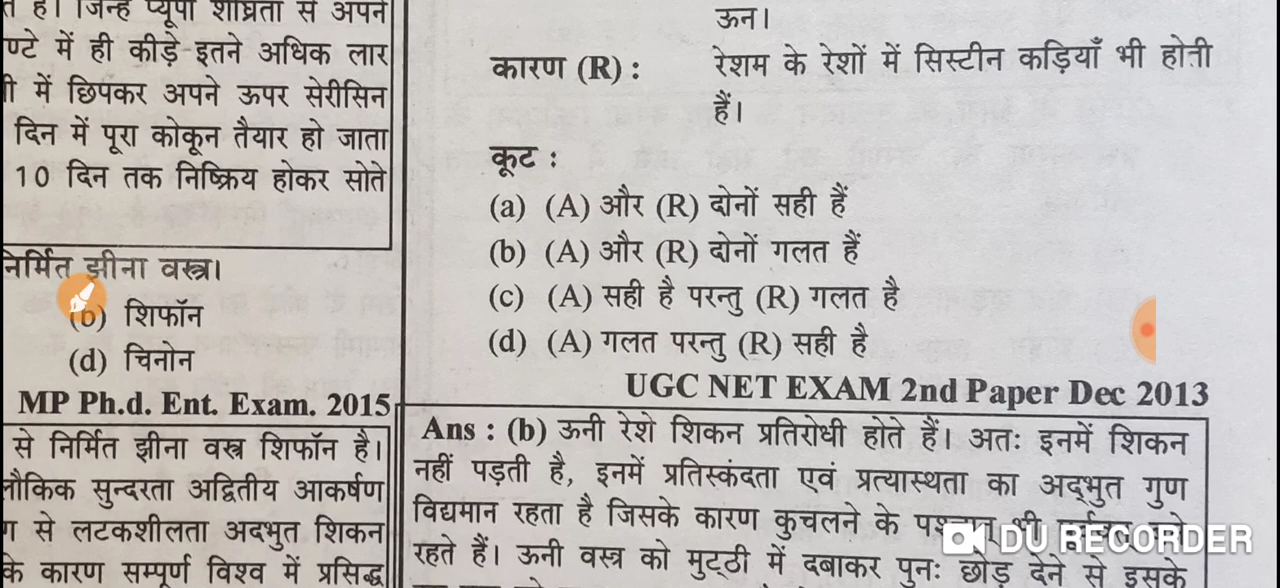 त है। जिन्हें प्यूपा शीघ्रता से अपने
ण्टे में ही कीड़े इतने अधिक लार
ी में छिपकर अपने ऊपर सेरीसिन
दिन में पूरा कोकून तैयार हो जाता
10 दिन तक निष्क्रिय होकर सोते
निर्मित झीना वस्त्र।
(b) शिफॉन
(d) चिनोन
MP Ph.d. Ent. Exam. 2015
से निर्मित झीना वस्त्र शिफॉन है।
लौकिक सुन्दरता अद्वितीय आकर्षण
ग से लटकशीलता अदभुत शिकन
के कारण सम्पूर्ण विश्व में प्रसिद्ध
ऊन।
कारण (R) : रेशम के रेशों में सिस्टीन कड़ियाँ भी होती
हैं।
कूट :
(a) (A) और (R) दोनों सही हैं
(b) (A) और (R) दोनों गलत हैं
(c) (A) सही है परन्तु (R) गलत है
(d) (A) गलत परन्तु (R) सही है
UGC NET EXAM 2nd Paper Dec 2013
Ans : (b) ऊनी रेशे शिकन प्रतिरोधी होते हैं। अतः इनमें शिकन
नहीं पड़ती है, इनमें प्रतिस्कंदता एवं प्रत्यास्थता का अद्‌भुत गुण
विद्यमान रहता है जिसके कारण कुचलने के पश्चात् भी
रहते हैं। ऊनी वस्त्र को मुट्ठी में दबाकर पुनः छोड़ देने से इसके
DU RECORDER